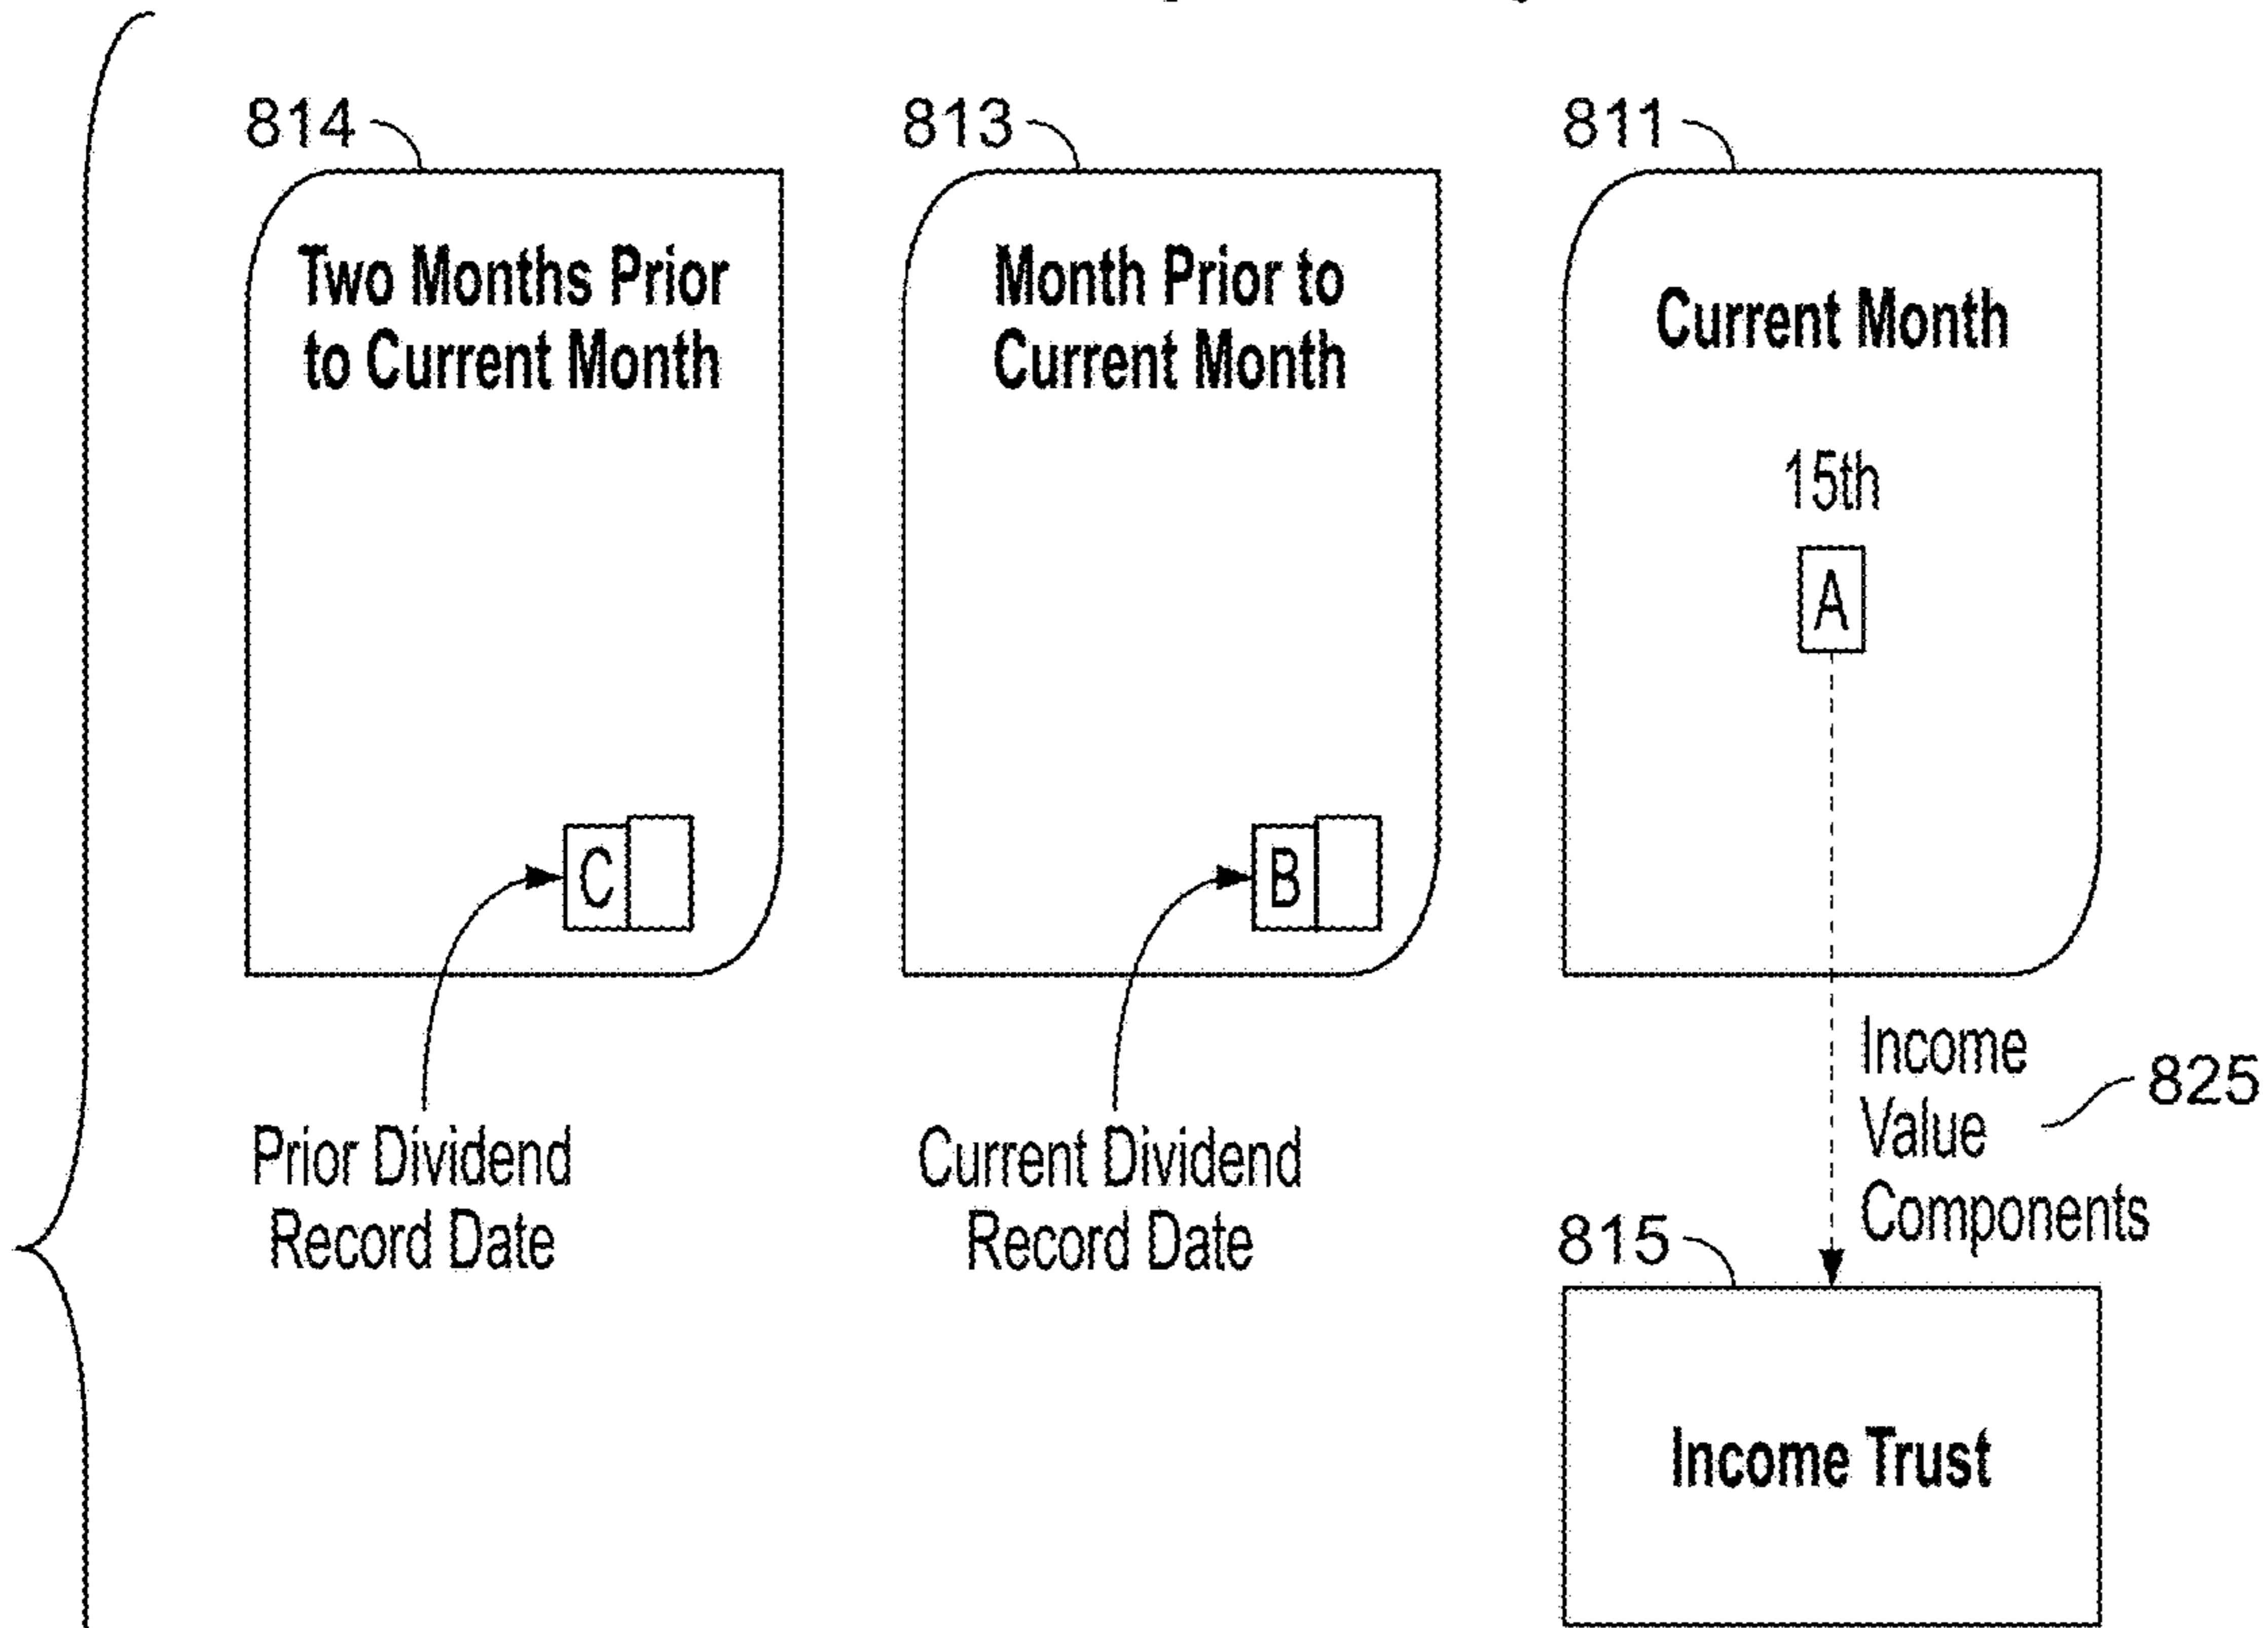 814
Two Months Prior
to Current Month
C
Prior Dividend
Record Date
813
Month Prior to
Current Month
B
Current Dividend
Record Date
811
Current Month
15th
A
Income
Value
Components
825
815
Income Trust